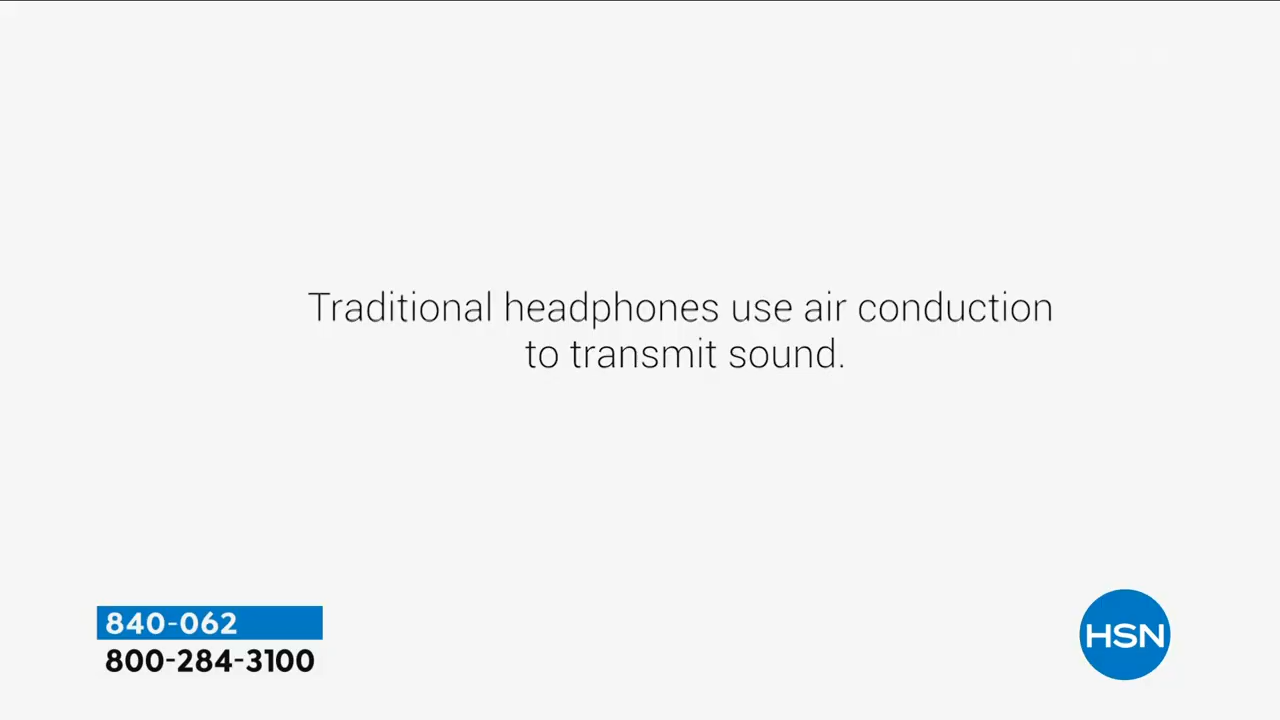 Traditional headphones use air conduction
to transmit sound.
840-062
800-284-3100
HSN